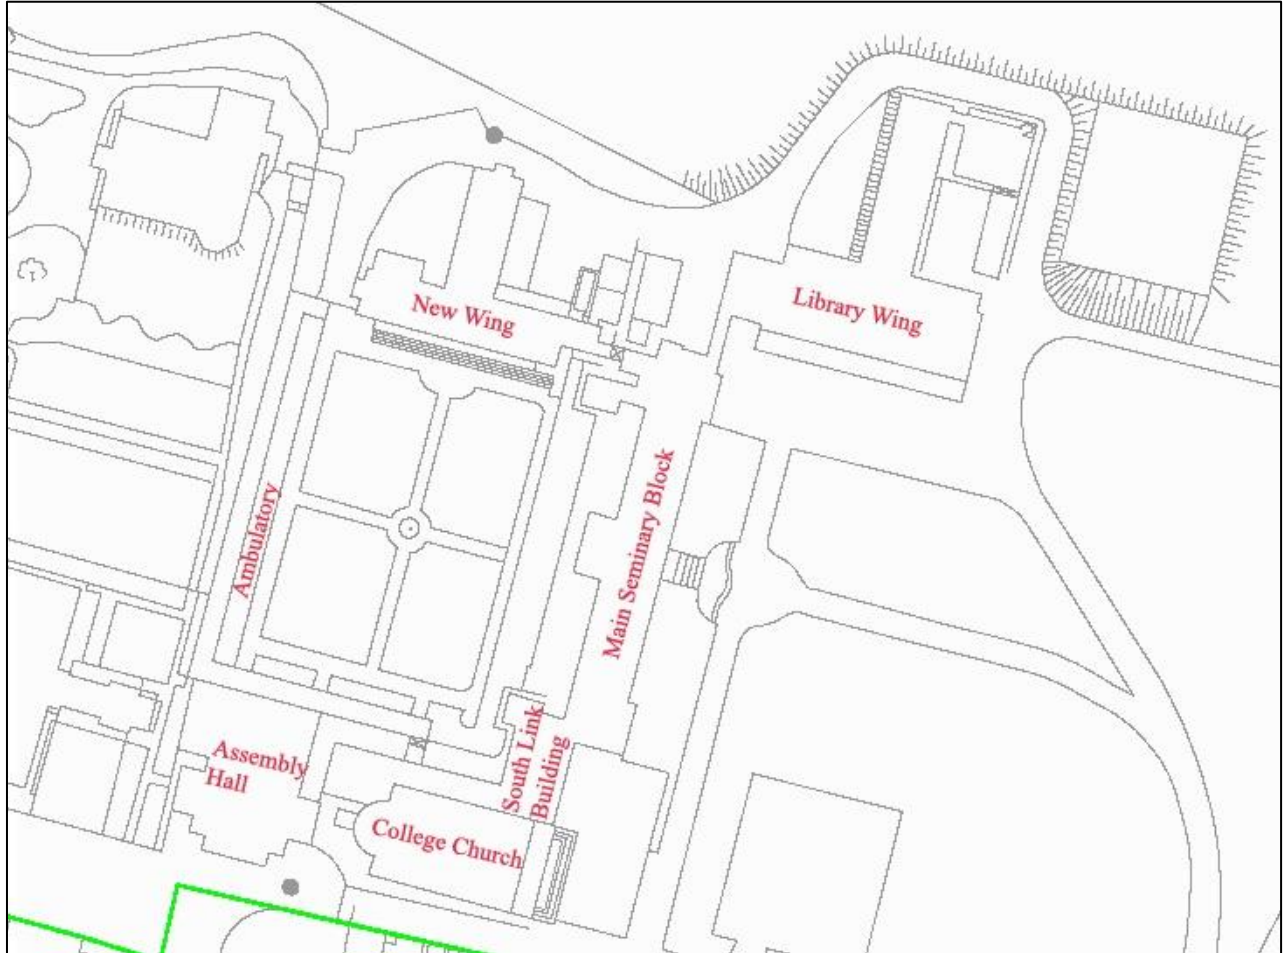 New Wing
Library Wing
Ambulatory
Main Seminary Block
South Link
Building
Assembly
Hall
College Church